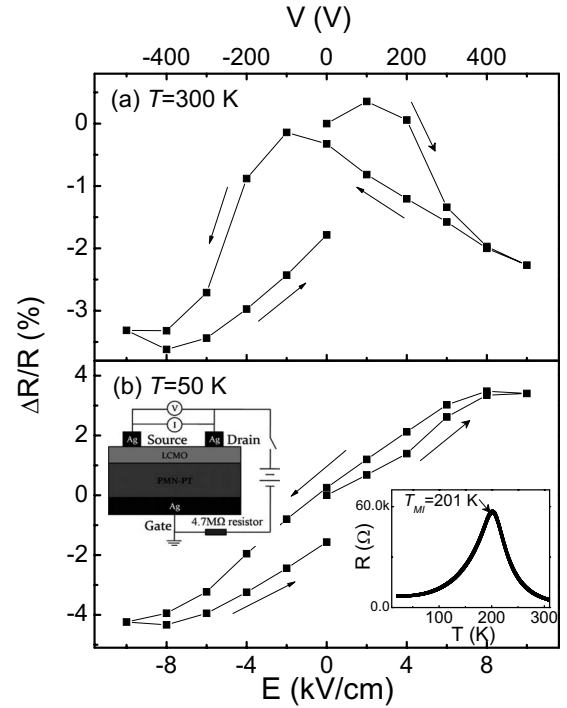 V (V)
-400 -200 0 200 400
(a) T=300 K
0
-1
-2
-3
ΔR/R (%)
(b) T=50 K
4
2
0
-2
-4
V
I
Ag Source Ag Drain
LCMO
PMN-PT
Ag
Gate
4.7MΩ resistor
60.0k
T_MI=201 K
R (Ω)
0.0
100 200 300
T (K)
-8 -4 0 4 8
E (kV/cm)